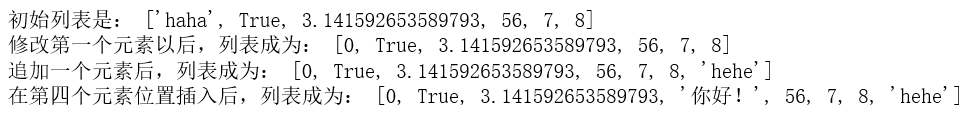 初始列表是： ['haha', True, 3.141592653589793, 56, 7, 8]
修改第一个元素以后，列表成为： [0, True, 3.141592653589793, 56, 7, 8]
追加一个元素后，列表成为： [0, True, 3.141592653589793, 56, 7, 8, 'hehe']
在第四个元素位置插入后，列表成为： [0, True, 3.141592653589793, '你好！', 56, 7, 8, 'hehe']